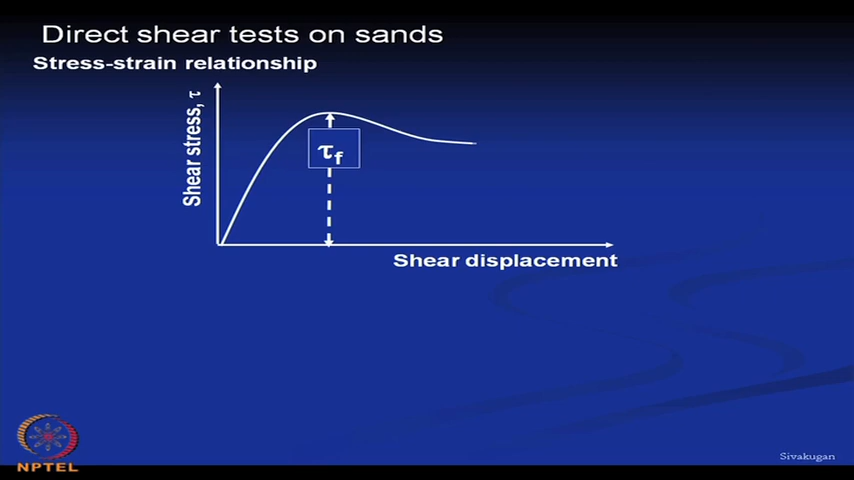 Direct shear tests on sands
Stress-strain relationship
Shear stress, τ
τf
Shear displacement
NPTEL
Sivakugan